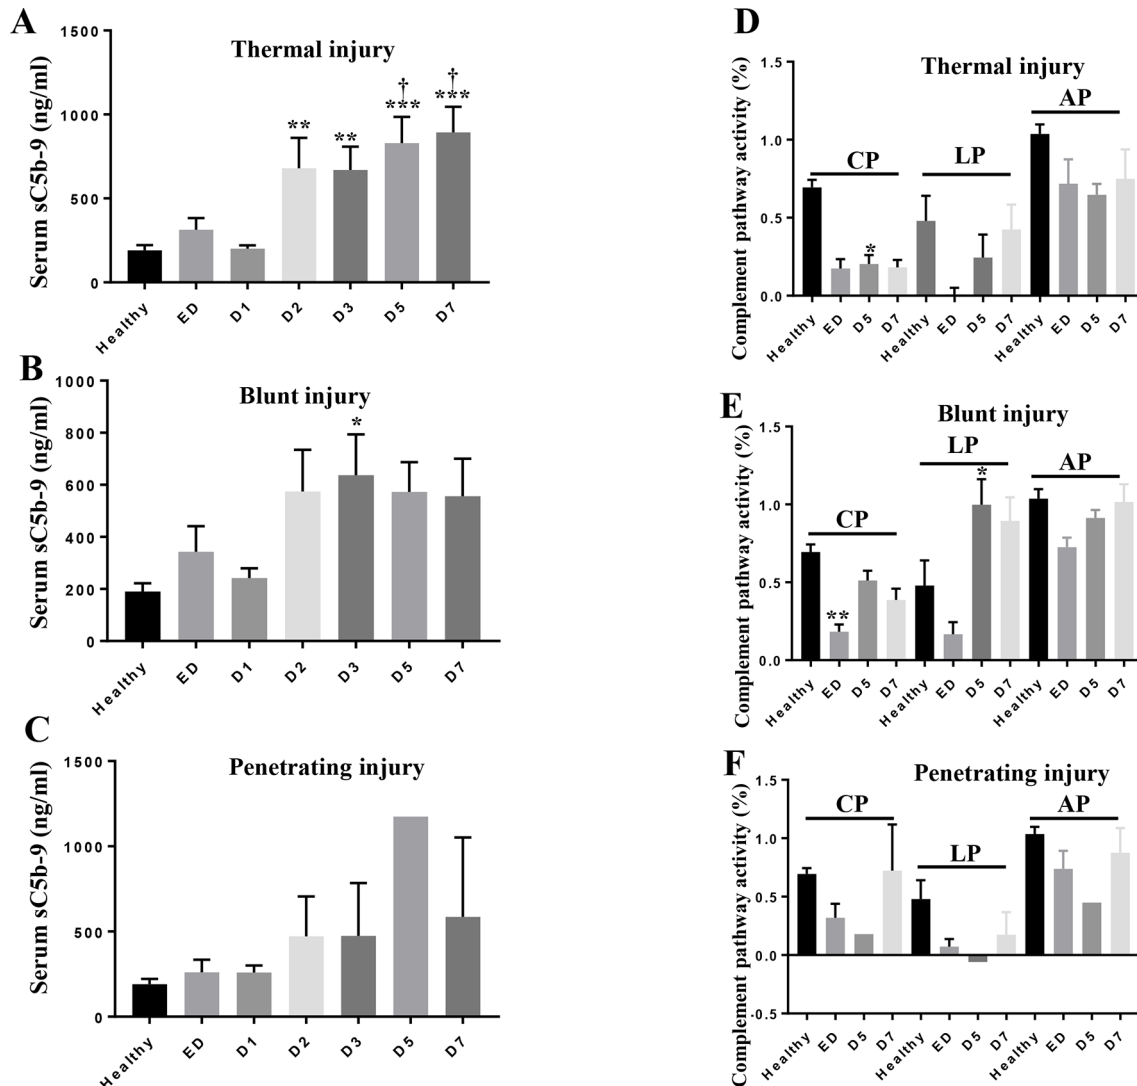 A
Thermal injury
Serum sC5b-9 (ng/ml)
1500
1000
500
0
** ** *** ***
† †
Healthy ED D1 D2 D3 D5 D7
B
Blunt injury
Serum sC5b-9 (ng/ml)
1000
800
600
400
200
0
*
Healthy ED D1 D2 D3 D5 D7
C
Penetrating injury
Serum sC5b-9 (ng/ml)
1500
1000
500
0
Healthy ED D1 D2 D3 D5 D7
D
Thermal injury
Complement pathway activity (%)
1.5
1.0
0.5
0.0
CP LP AP
*
Healthy ED D5 D7 Healthy ED D5 D7 Healthy ED D5 D7
E
Blunt injury
Complement pathway activity (%)
1.5
1.0
0.5
0.0
CP LP AP
** *
Healthy ED D5 D7 Healthy ED D5 D7 Healthy ED D5 D7
F
Penetrating injury
Complement pathway activity (%)
1.5
1.0
0.5
0.0
-0.5
CP LP AP
Healthy ED D5 D7 Healthy ED D5 D7 Healthy ED D5 D7